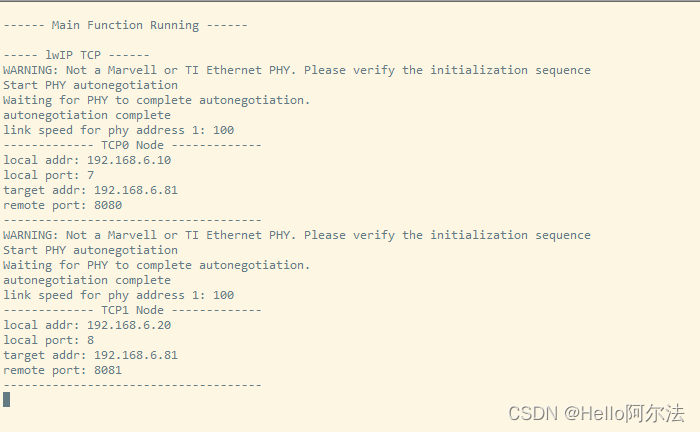 ------ Main Function Running ------
----- lwIP TCP ------
WARNING: Not a Marvell or TI Ethernet PHY. Please verify the initialization sequence
Start PHY autonegotiation
Waiting for PHY to complete autonegotiation.
autonegotiation complete
link speed for phy address 1: 100
------------- TCP0 Node -------------
local addr: 192.168.6.10
local port: 7
target addr: 192.168.6.81
remote port: 8080
-------------------------------------
WARNING: Not a Marvell or TI Ethernet PHY. Please verify the initialization sequence
Start PHY autonegotiation
Waiting for PHY to complete autonegotiation.
autonegotiation complete
link speed for phy address 1: 100
------------- TCP1 Node -------------
local addr: 192.168.6.20
local port: 8
target addr: 192.168.6.81
remote port: 8081
-------------------------------------
CSDN @Hello阿尔法